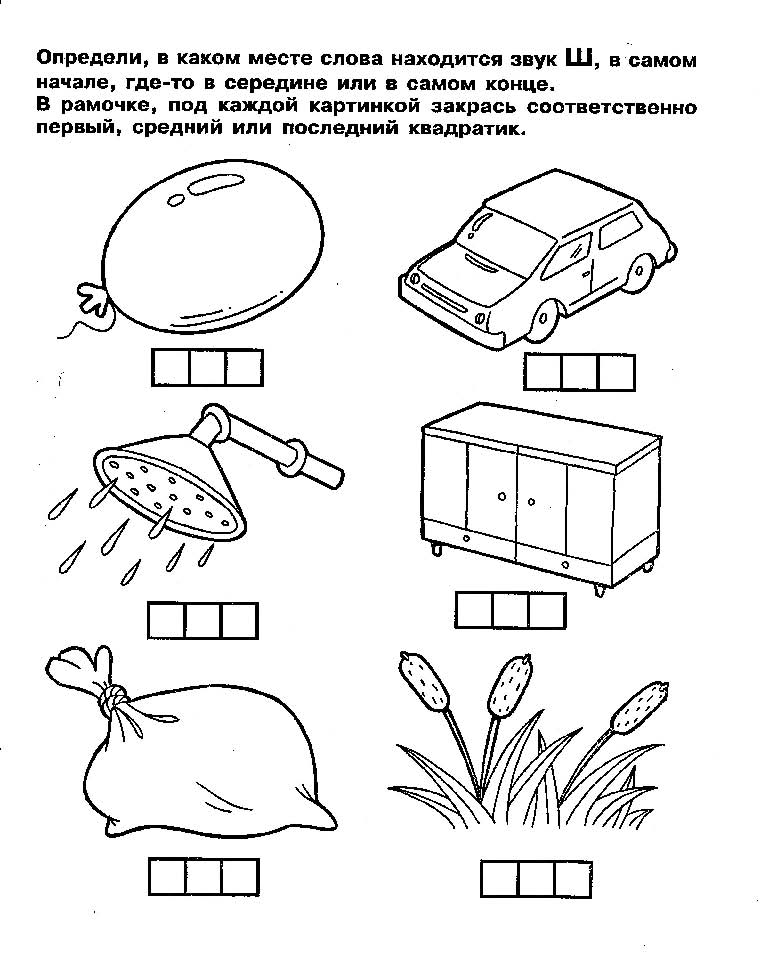 Определи, в каком месте слова находится звук Ш, в самом
начале, где-то в середине или в самом конце.
В рамочке, под каждой картинкой закрась соответственно
первый, средний или последний квадратик.